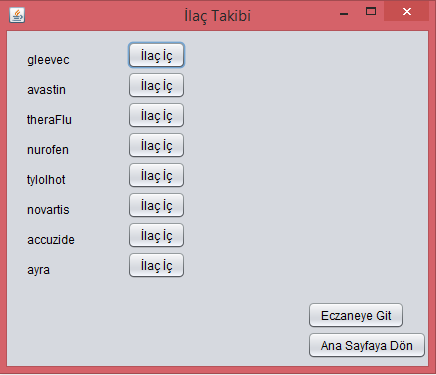 İlaç Takibi
gleevec İlaç İç
avastin İlaç İç
theraFlu İlaç İç
nurofen İlaç İç
tylolhot İlaç İç
novartis İlaç İç
accuzide İlaç İç
ayra İlaç İç
Eczaneye Git
Ana Sayfaya Dön